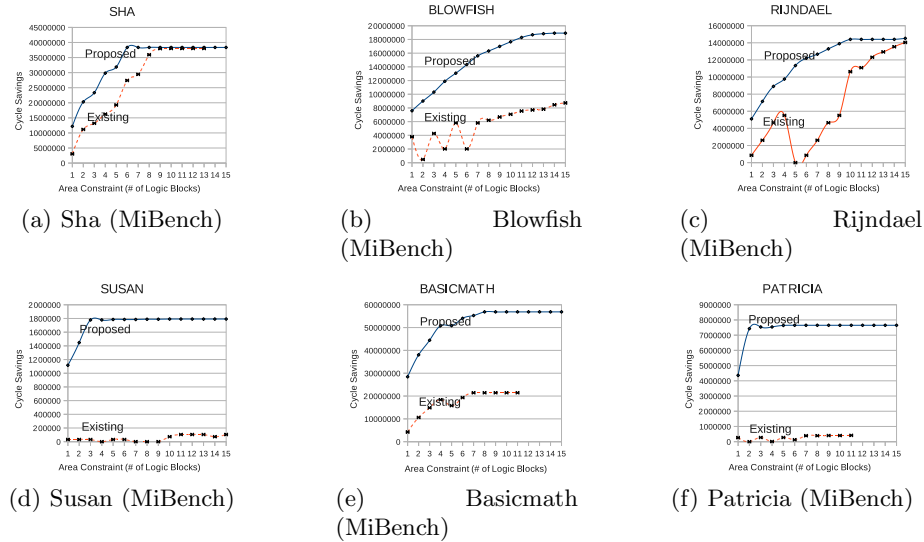 SHA
Cycle Savings
45000000
40000000
35000000
30000000
25000000
20000000
15000000
10000000
5000000
0
Proposed
Existing
1 2 3 4 5 6 7 8 9 10 11 12 13 14 15
Area Constraint (# of Logic Blocks)
(a) Sha (MiBench)
BLOWFISH
Cycle Savings
20000000
18000000
16000000
14000000
12000000
10000000
8000000
6000000
4000000
2000000
0
Proposed
Existing
1 2 3 4 5 6 7 8 9 10 11 12 13 14 15
Area Constraint (# of Logic Blocks)
(b) Blowfish
(MiBench)
RIJNDAEL
Cycle Savings
16000000
14000000
12000000
10000000
8000000
6000000
4000000
2000000
0
Proposed
Existing
1 2 3 4 5 6 7 8 9 10 11 12 13 14 15
Area Constraint (# of Logic Blocks)
(c) Rijndael
(MiBench)
SUSAN
Cycle Savings
2000000
1800000
1600000
1400000
1200000
1000000
800000
600000
400000
200000
0
Proposed
Existing
1 2 3 4 5 6 7 8 9 10 11 12 13 14 15
Area Constraint (# of Logic Blocks)
(d) Susan (MiBench)
BASICMATH
Cycle Savings
60000000
50000000
40000000
30000000
20000000
10000000
0
Proposed
Existing
1 2 3 4 5 6 7 8 9 10 11 12 13 14 15
Area Constraint (# of Logic Blocks)
(e) Basicmath
(MiBench)
PATRICIA
Cycle Savings
9000000
8000000
7000000
6000000
5000000
4000000
3000000
2000000
1000000
0
Proposed
Existing
1 2 3 4 5 6 7 8 9 10 11 12 13 14 15
Area Constraint (# of Logic Blocks)
(f) Patricia (MiBench)